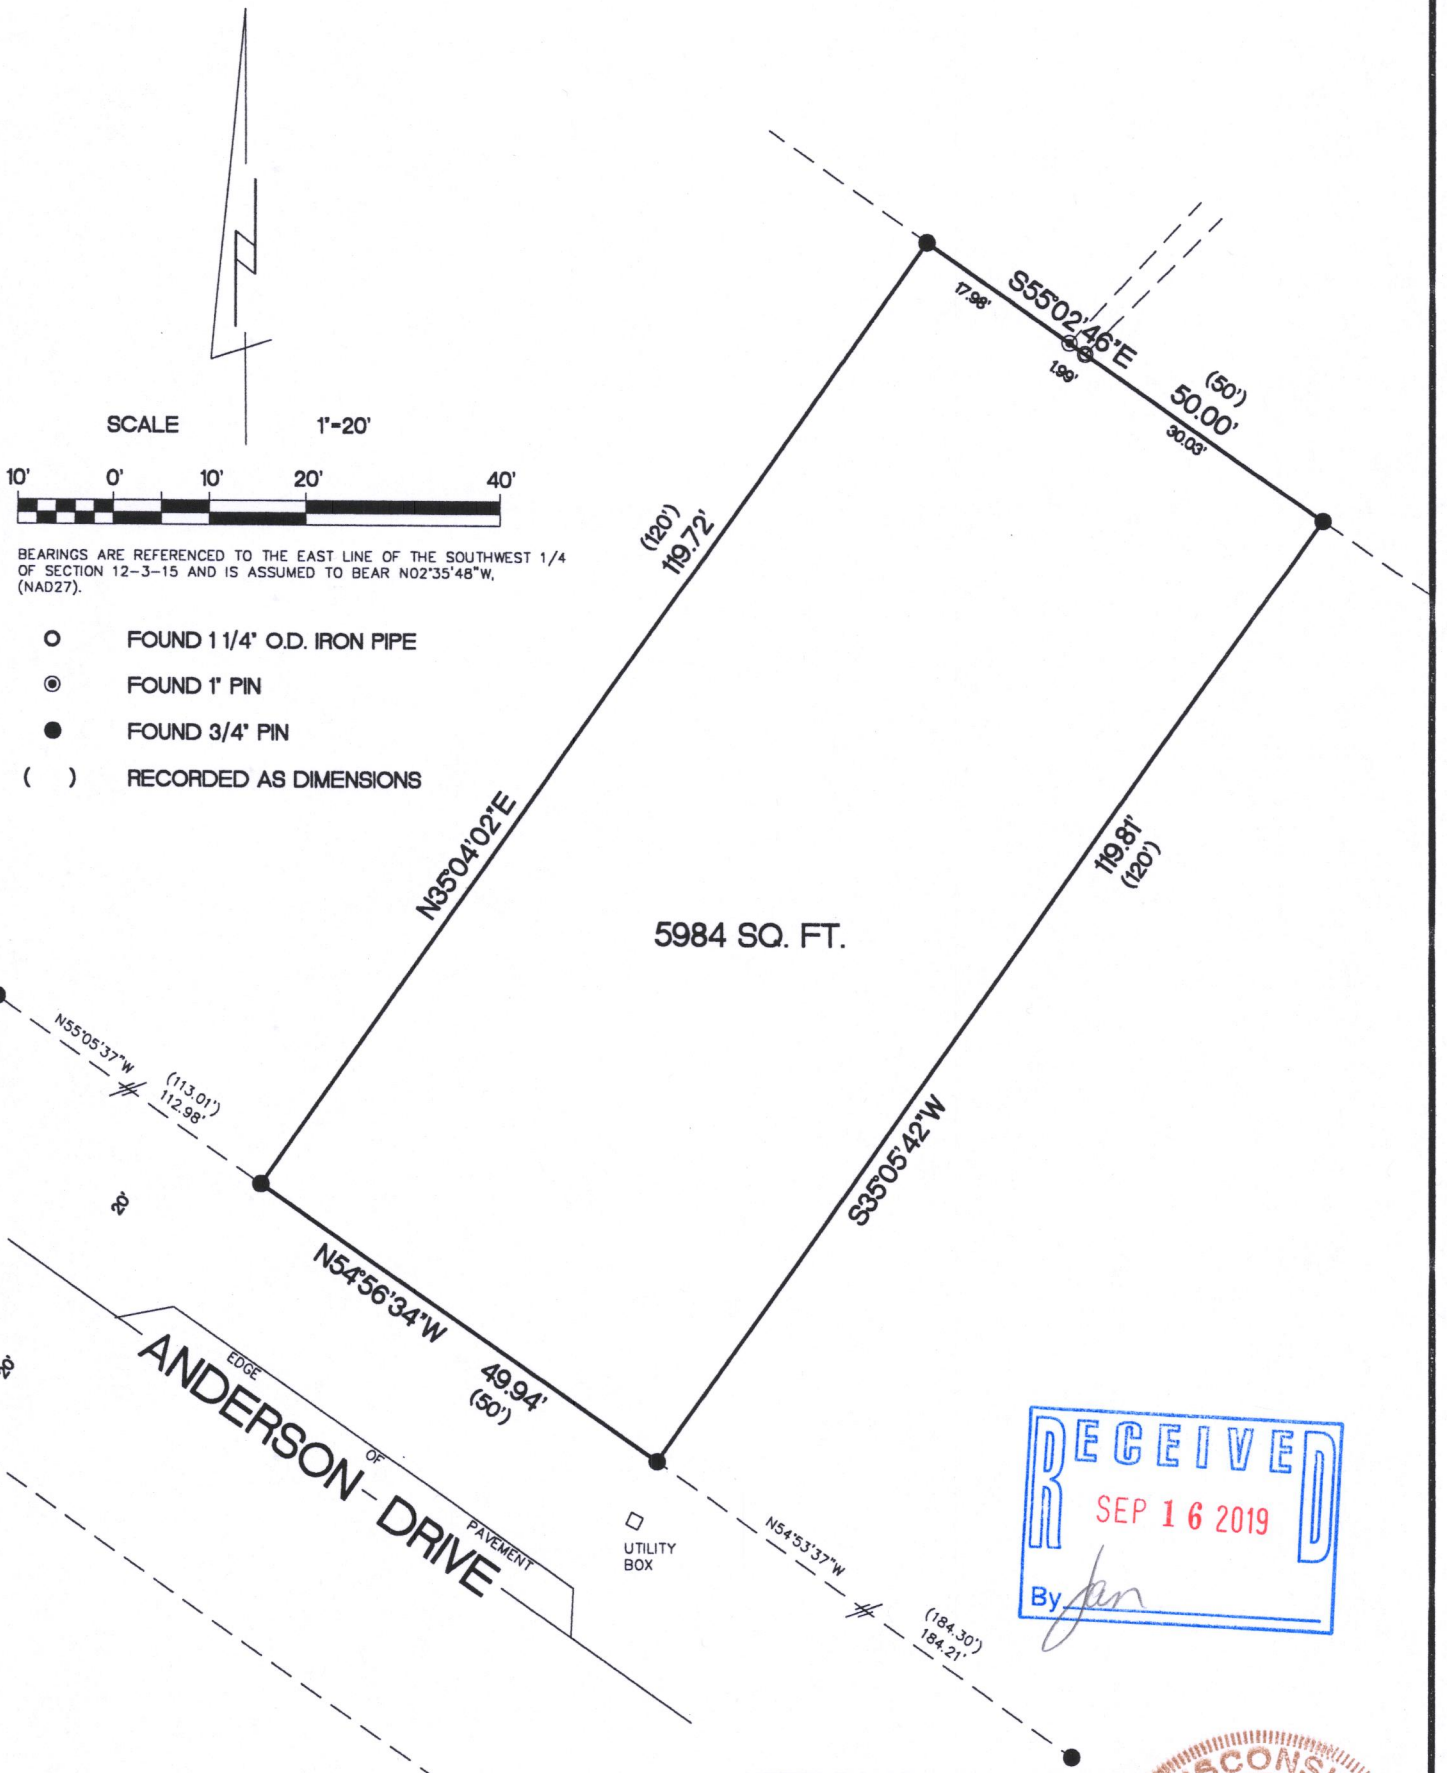 S55°02'46"E
17.98'
1.99'
(50')
50.00'
30.03'
SCALE 1"=20'
10' 0' 10' 20' 40'
BEARINGS ARE REFERENCED TO THE EAST LINE OF THE SOUTHWEST 1/4
OF SECTION 12-3-15 AND IS ASSUMED TO BEAR N02°35'48"W,
(NAD27).
FOUND 1 1/4" O.D. IRON PIPE
FOUND 1" PIN
FOUND 3/4" PIN
( ) RECORDED AS DIMENSIONS
(120')
119.72'
N35°04'02"E
119.81'
(120')
5984 SQ. FT.
S35°05'42"W
N55°05'37"W
(113.01')
112.98'
20'
20'
N54°56'34"W
49.94'
(50')
EDGE OF PAVEMENT
ANDERSON DRIVE
UTILITY
BOX
N54°53'37"W
(184.30')
184.21'
RECEIVED
SEP 16 2019
By Jan
SCONS